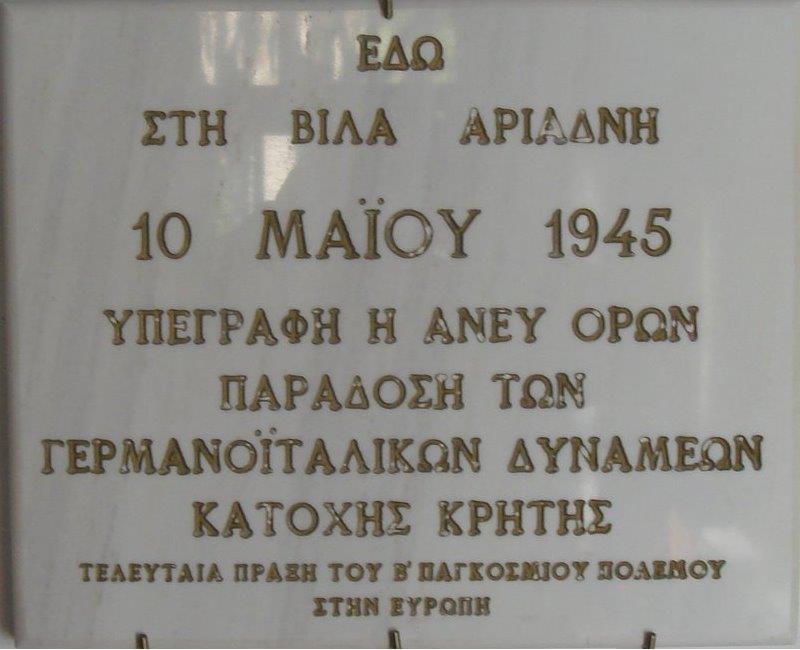 ΕΔΩ
ΣΤΗ ΒΙΛΑ ΑΡΙΑΔΝΗ
10 ΜΑΪΟΥ 1945
ΥΠΕΓΡΑΦΗ Η ΑΝΕΥ ΟΡΩΝ
ΠΑΡΑΔΟΣΗ ΤΩΝ
ΓΕΡΜΑΝΟΪΤΑΛΙΚΩΝ ΔΥΝΑΜΕΩΝ
ΚΑΤΟΧΗΣ ΚΡΗΤΗΣ
ΤΕΛΕΥΤΑΙΑ ΠΡΑΞΗ ΤΟΥ Β' ΠΑΓΚΟΣΜΙΟΥ ΠΟΛΕΜΟΥ
ΣΤΗΝ ΕΥΡΩΠΗ